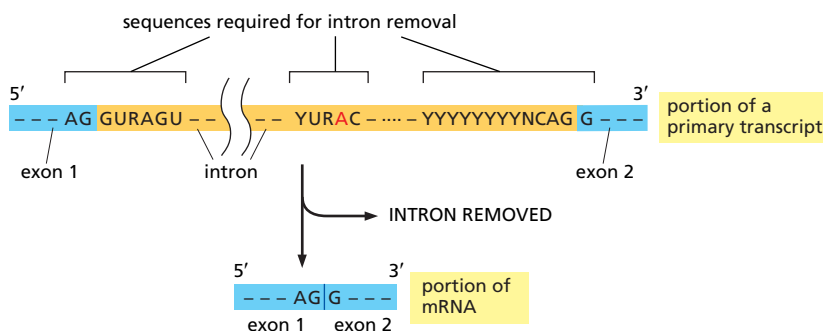 sequences required for intron removal
5′ 3′
– – – AG GURAGU – – – – YURAC – ····· – YYYYYYYYNCAG G – – –
portion of a
primary transcript
exon 1 intron exon 2
INTRON REMOVED
5′ 3′
– – – AG G – – –
portion of
mRNA
exon 1 exon 2